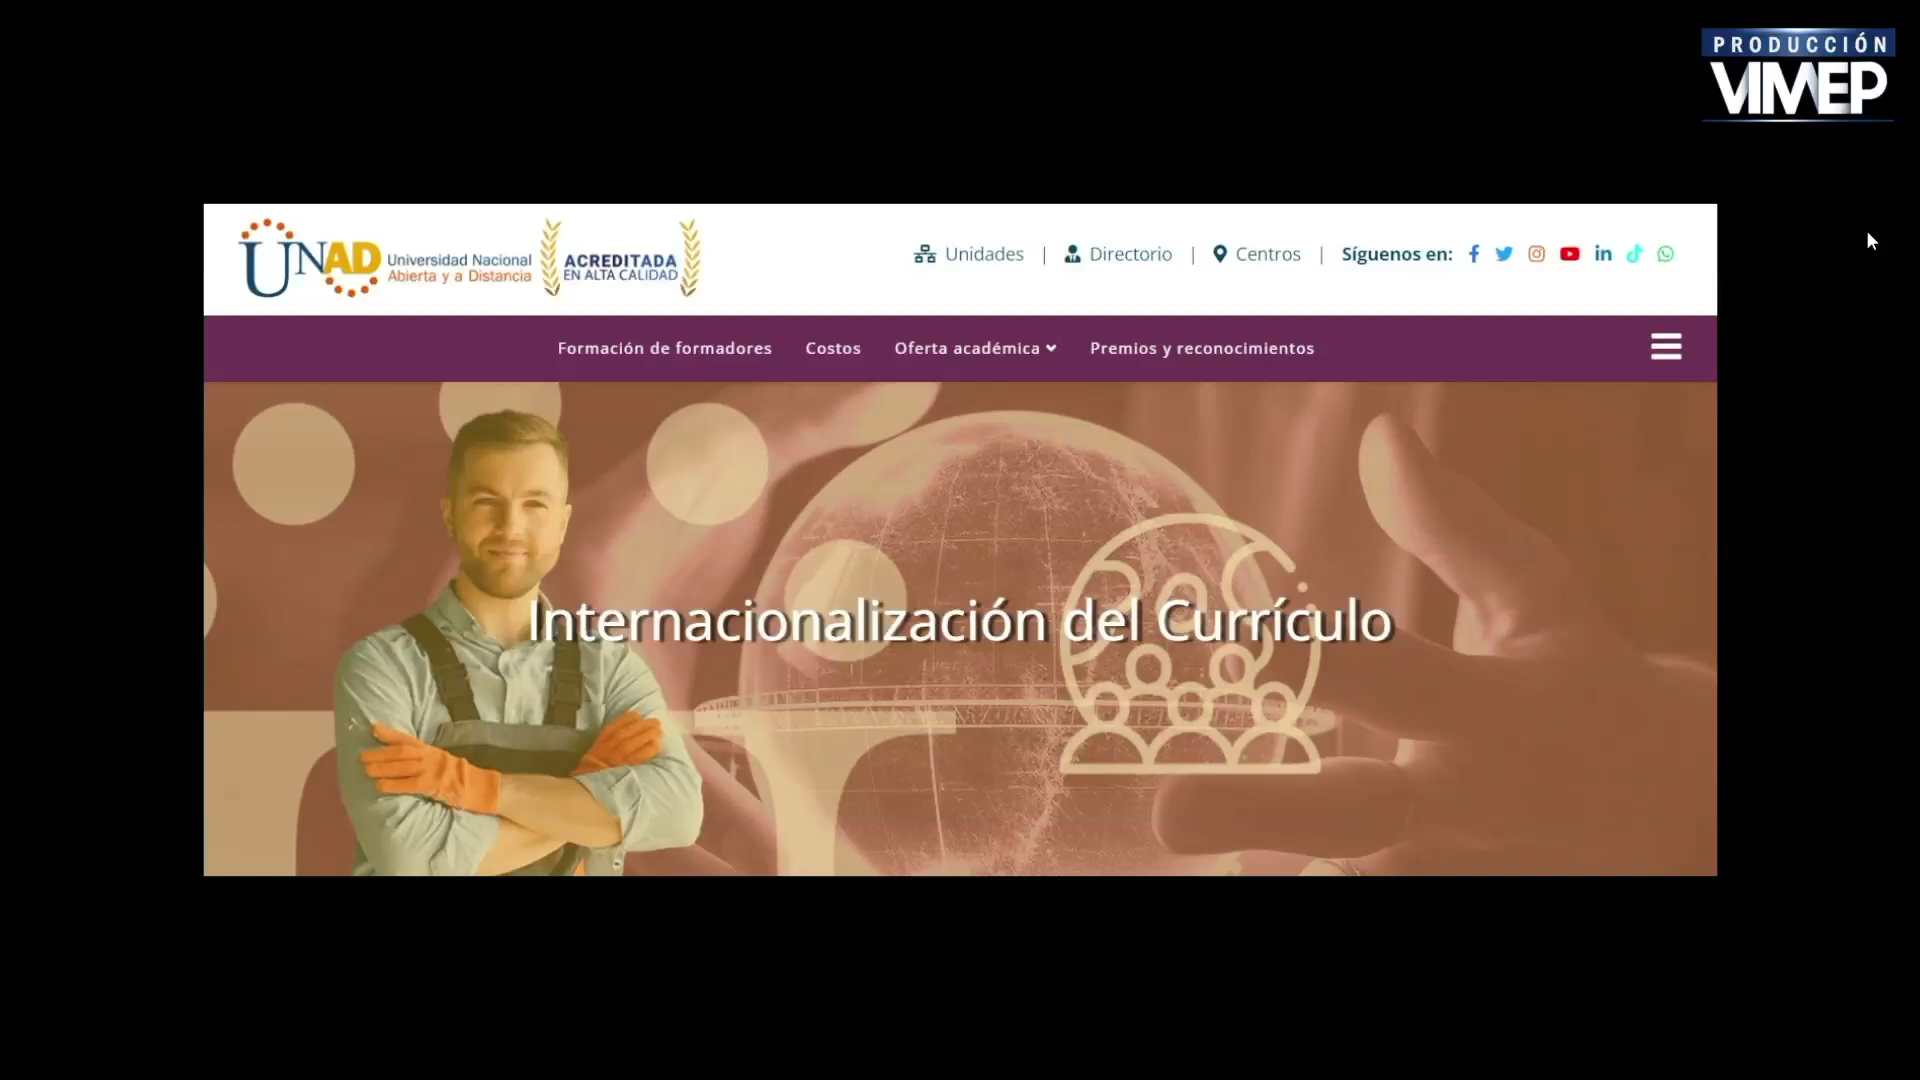 PRODUCCIÓN
VIMEP
UNAD
Universidad Nacional
Abierta y a Distancia
ACREDITADA
EN ALTA CALIDAD
Unidades | Directorio | Centros | Síguenos en:
Formación de formadores Costos Oferta académica Premios y reconocimientos
Internacionalización del Currículo